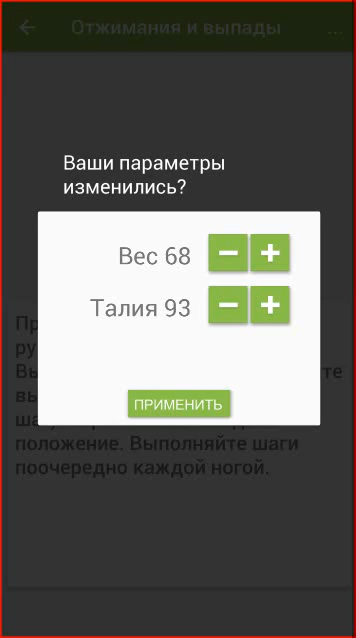 Отжимания и выпады
...
Ваши параметры
изменились?
Вес 68
Талия 93
ПРИМЕНИТЬ
положение. Выполняйте шаги
поочередно каждой ногой.